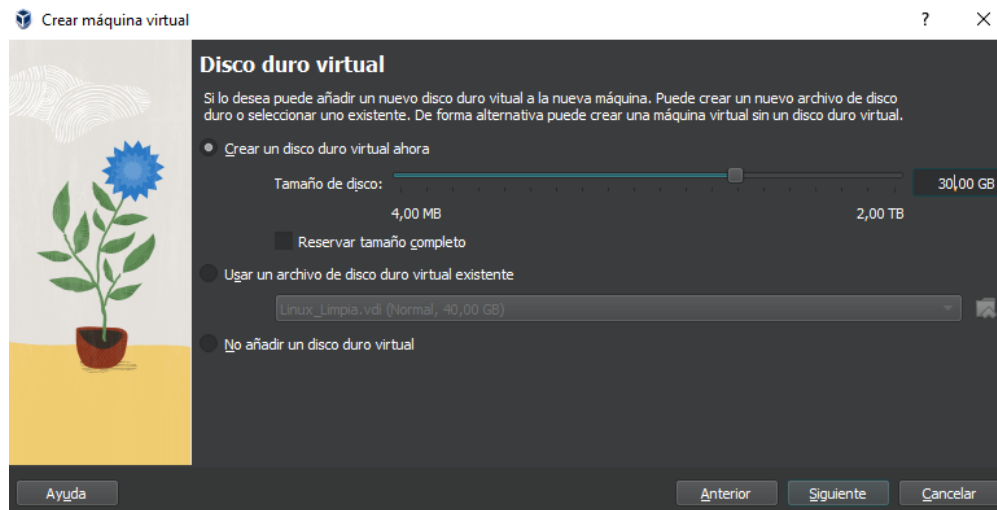 Crear máquina virtual
?
Disco duro virtual
Si lo desea puede añadir un nuevo disco duro vitual a la nueva máquina. Puede crear un nuevo archivo de disco
duro o seleccionar uno existente. De forma alternativa puede crear una máquina virtual sin un disco duro virtual.
Crear un disco duro virtual ahora
Tamaño de disco:
30,00 GB
4,00 MB
2,00 TB
Reservar tamaño completo
Usar un archivo de disco duro virtual existente
Linux_Limpia.vdi (Normal, 40,00 GB)
No añadir un disco duro virtual
Ayuda
Anterior
Siguiente
Cancelar